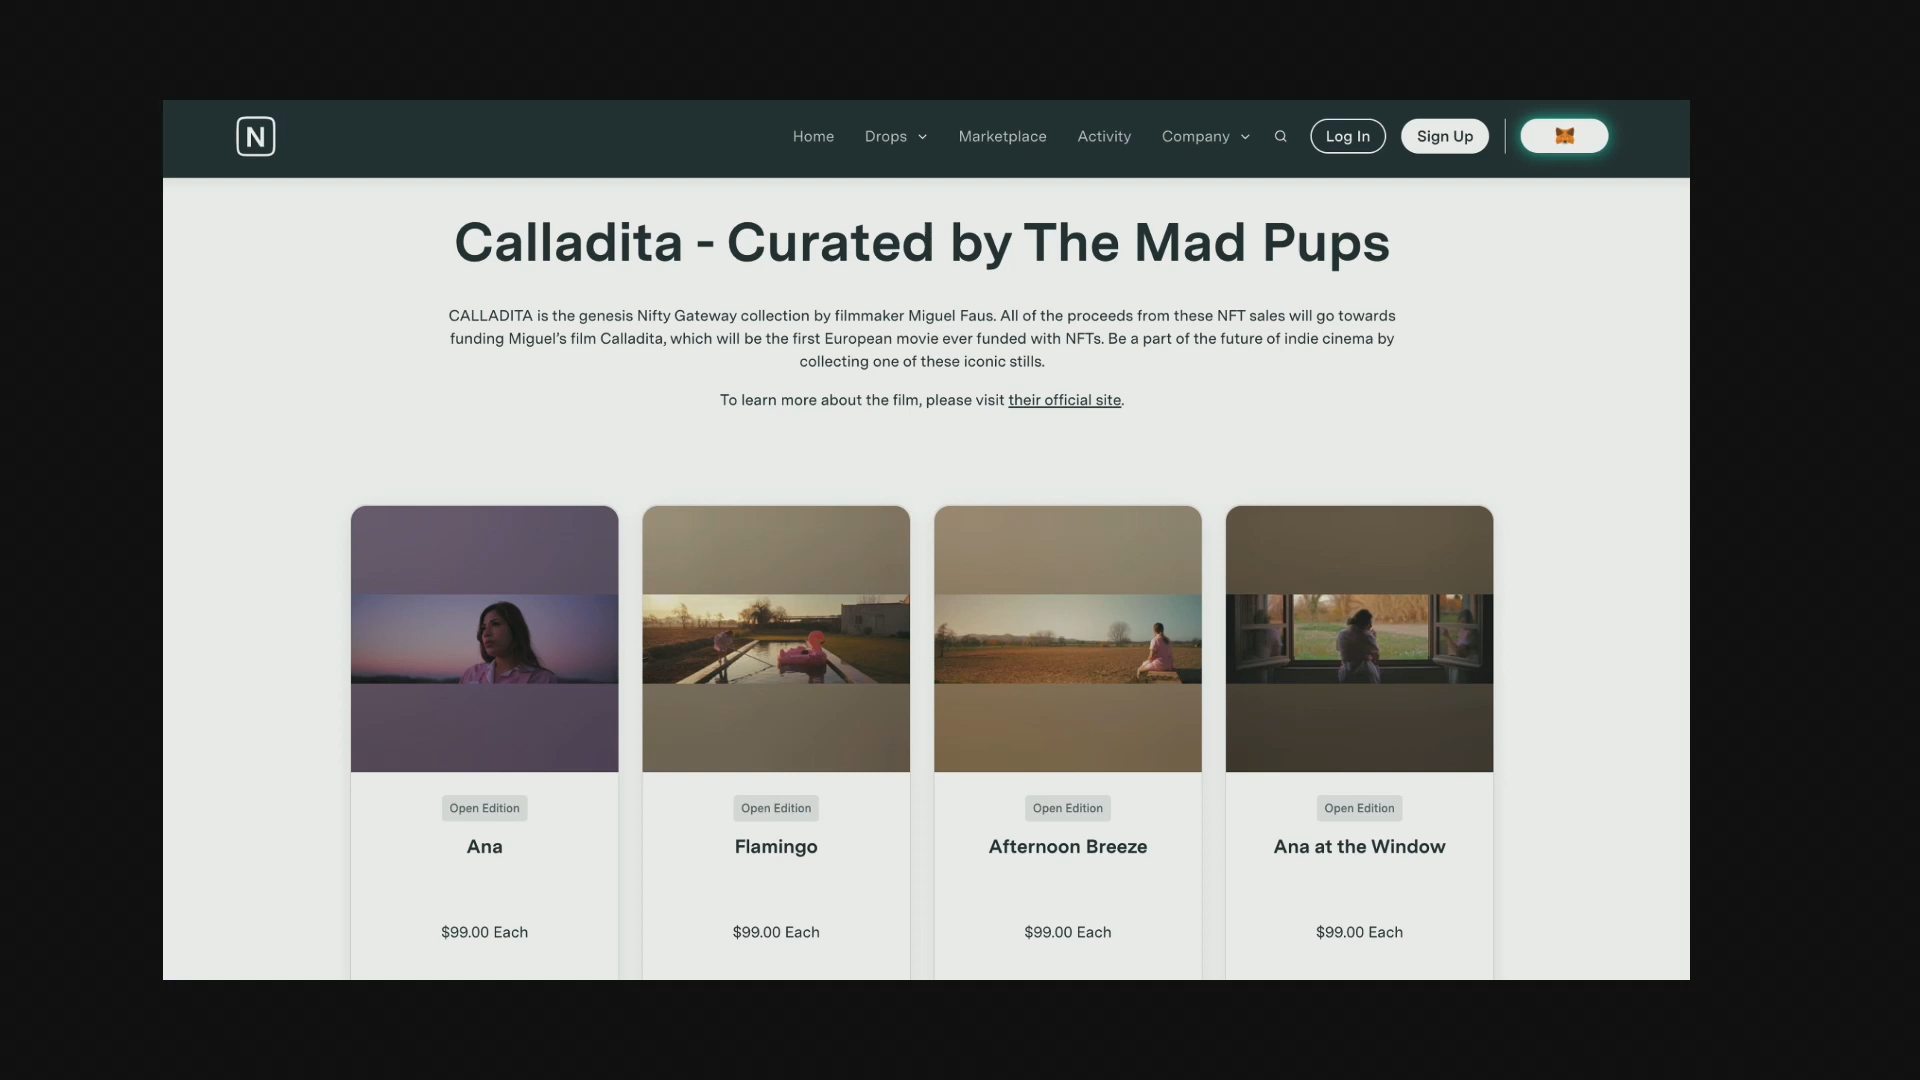 N
Home Drops Marketplace Activity Company Log In Sign Up
Calladita - Curated by The Mad Pups
CALLADITA is the genesis Nifty Gateway collection by filmmaker Miguel Faus. All of the proceeds from these NFT sales will go towards
funding Miguel’s film Calladita, which will be the first European movie ever funded with NFTs. Be a part of the future of indie cinema by
collecting one of these iconic stills.
To learn more about the film, please visit their official site.
Open Edition Open Edition Open Edition Open Edition
Ana Flamingo Afternoon Breeze Ana at the Window
$99.00 Each $99.00 Each $99.00 Each $99.00 Each